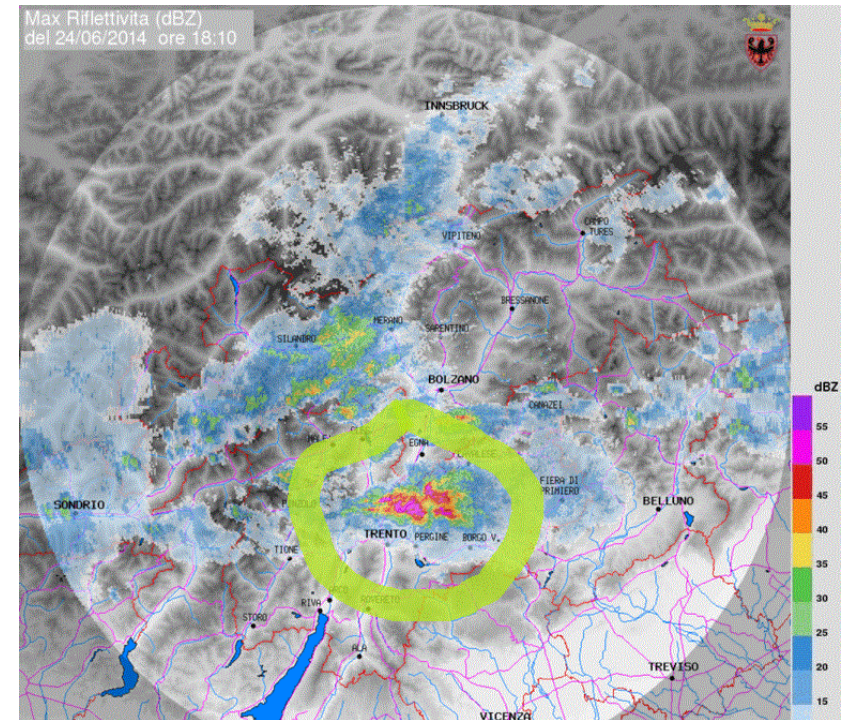 Max Riflettivita (dBZ)
del 24/06/2014 ore 18:10
INNSBRUCK
CAMPO
TURES
VIPITENO
BRESSANONE
MERANO
SARENTINO
SILANDRO
BOLZANO
CANAZEI
EGNA
FIERA DI
PRIMIERO
SONDRIO
BELLUNO
TRENTO
PERGINE
BORGO V.
TIONE
ARCO
RIVA
ROVERETO
STORO
ALA
TREVISO
VICENZA
dBZ
55
50
45
40
35
30
25
20
15